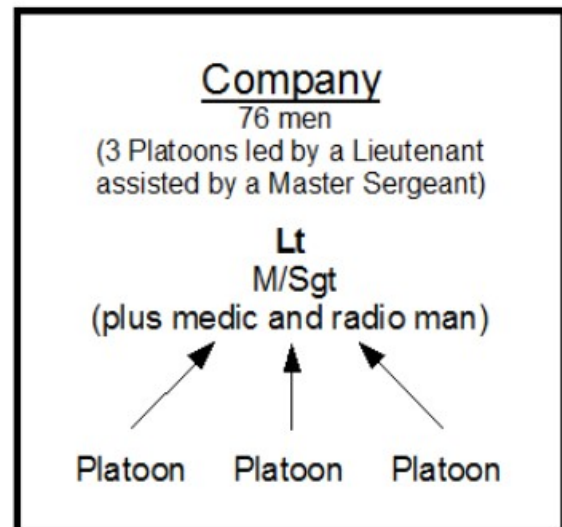 Company
76 men
(3 Platoons led by a Lieutenant
assisted by a Master Sergeant)
Lt
M/Sgt
(plus medic and radio man)
Platoon Platoon Platoon